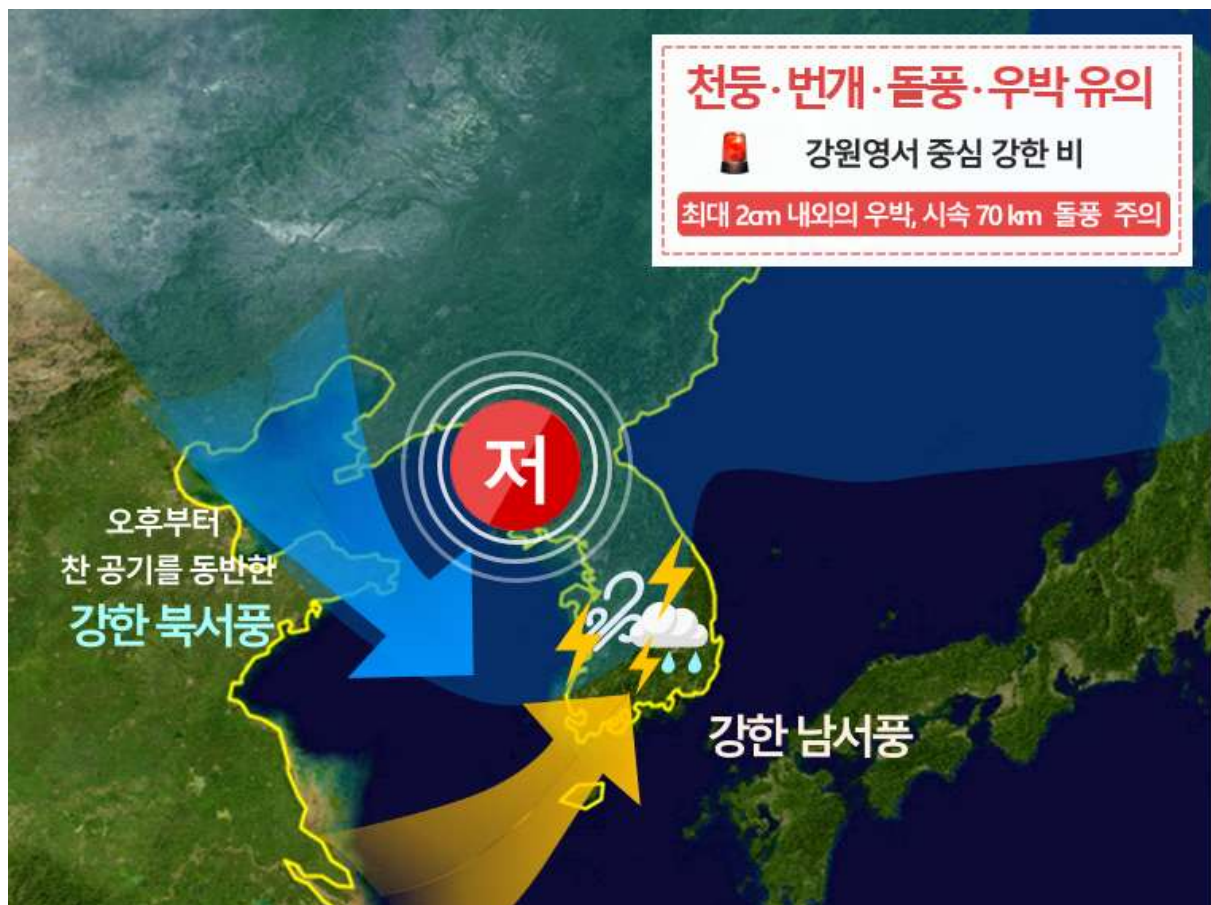 천둥·번개·돌풍·우박 유의
강원영서 중심 강한 비
최대 2cm 내외의 우박, 시속 70 km 돌풍 주의
저
오후부터
찬 공기를 동반한
강한 북서풍
강한 남서풍